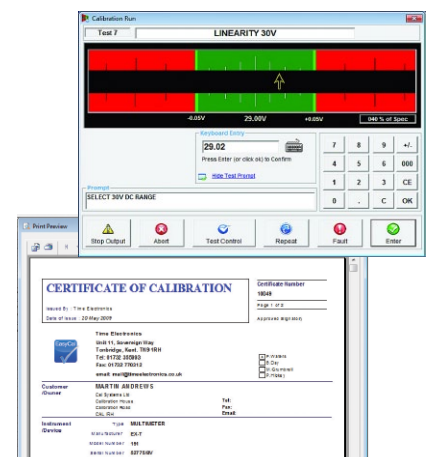 Calibration Run
Test 7 LINEARITY 30V
-0.05V 29.00V +0.05V 040 % of Spec
Keyboard Entry
29.02
Press Enter (or click ok) to Confirm
Hide Test Prompt
7 8 9 +/-
4 5 6 000
1 2 3 CE
0 . C OK
Prompt
SELECT 30V DC RANGE
Stop Output Abort Test Control Repeat Fault Enter
Print Preview
CERTIFICATE OF CALIBRATION
Certificate Number
10049
Issued By : Time Electronics
Page 1 of 2
Date of Issue : 20 May 2009
Approved Signatory
EasyCal
Time Electronics
Unit 11, Sovereign Way
Tonbridge, Kent. TN9 1RH
Tel: 01732 355993
Fax: 01732 770312
email mail@timeelectronics.co.uk
P.Waters
B.Day
Customer
/Owner
MARTIN ANDREWS
Cal Systems Ltd
Calibration House
Calibration Road
CAL RH
Tel:
Fax:
Email
Instrument
/Device
Type MULTIMETER
Manufacturer EX-7
Model Number 191
Serial Number